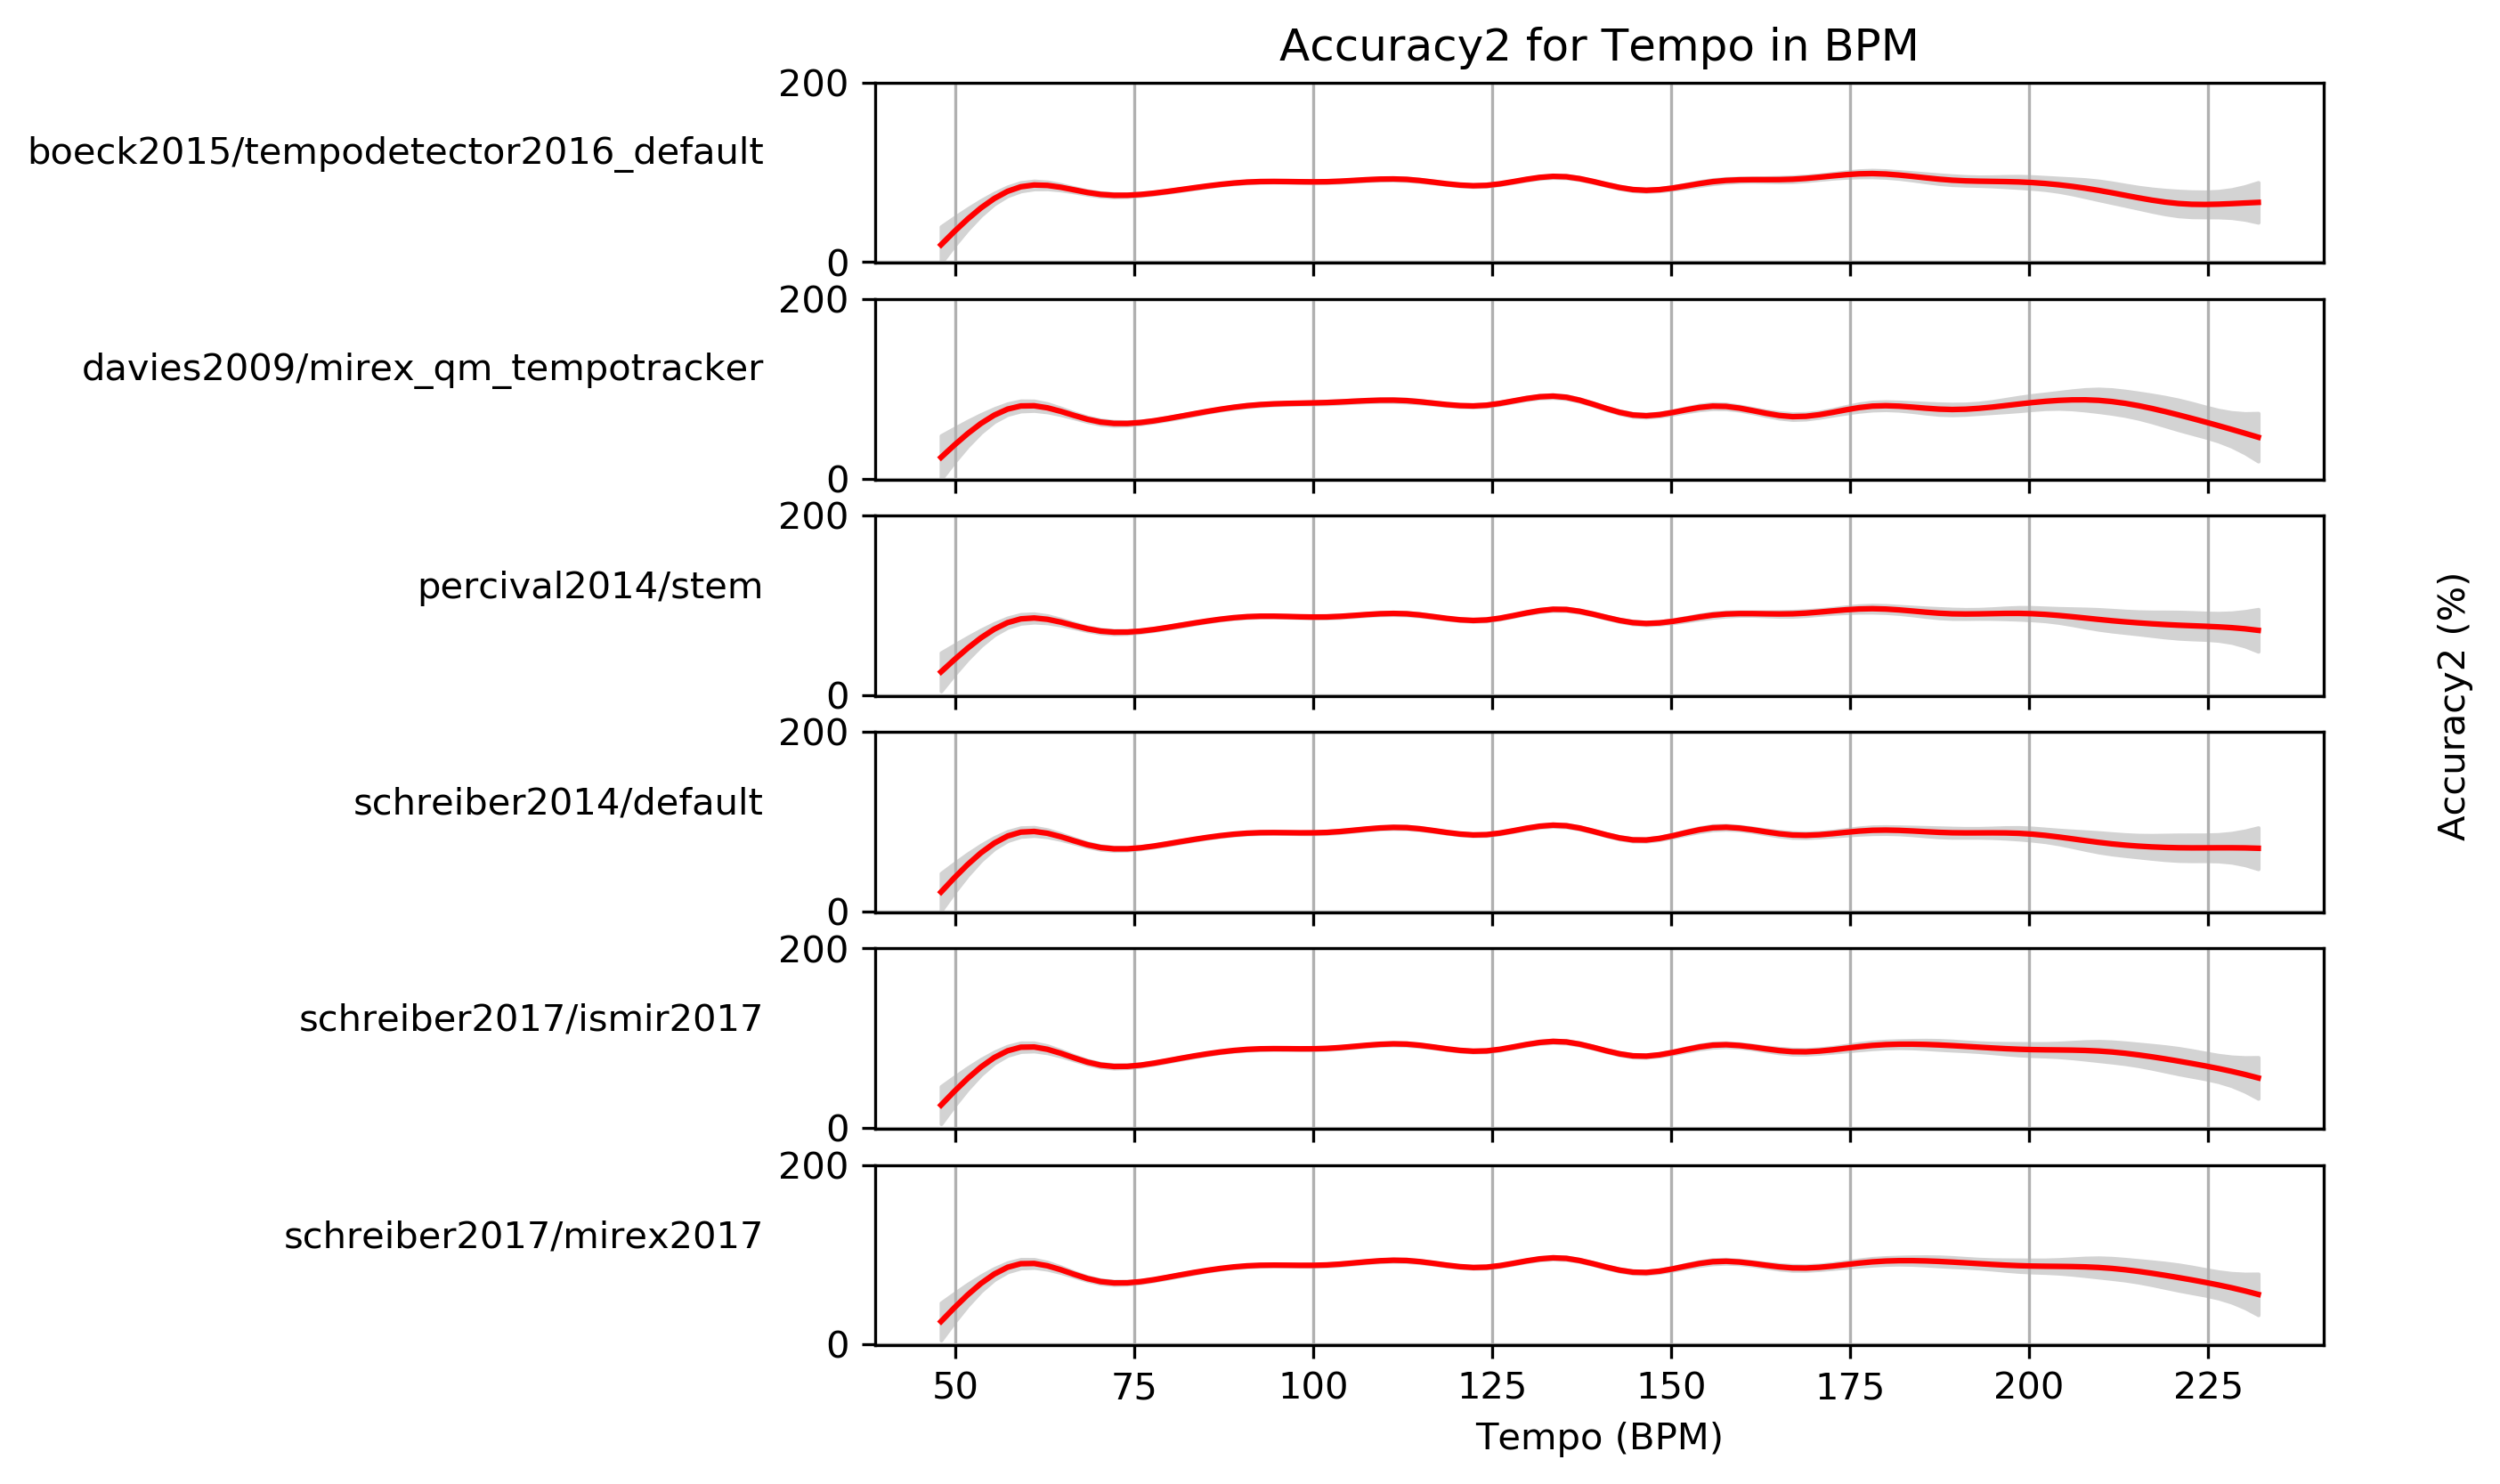 Accuracy2 for Tempo in BPM
200
boeck2015/tempodetector2016_default
0
200
davies2009/mirex_qm_tempotracker
0
200
percival2014/stem
0
200
schreiber2014/default
0
200
schreiber2017/ismir2017
0
200
schreiber2017/mirex2017
0
50 75 100 125 150 175 200 225
Tempo (BPM)
Accuracy2 (%)